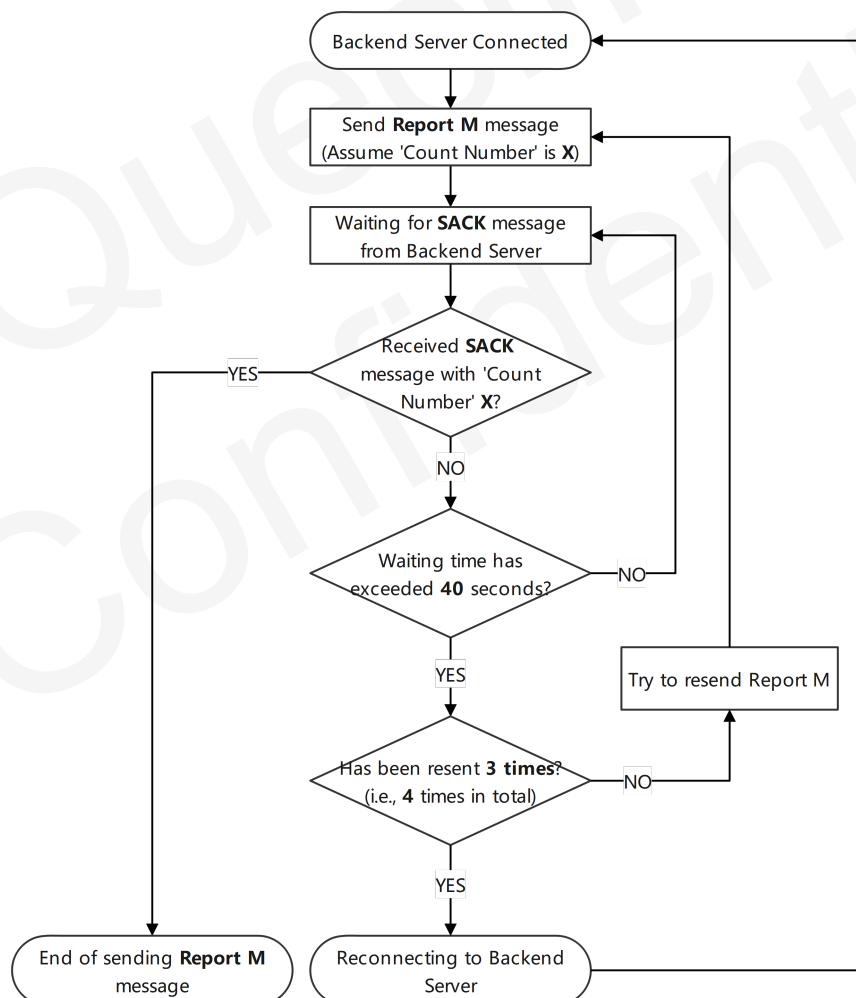 Backend Server Connected
Send Report M message
(Assume 'Count Number' is X)
Waiting for SACK message
from Backend Server
Received SACK
message with 'Count
Number' X?
YES
NO
Waiting time has
exceeded 40 seconds?
NO
YES
Try to resend Report M
Has been resent 3 times?
(i.e., 4 times in total)
NO
YES
End of sending Report M
message
Reconnecting to Backend
Server